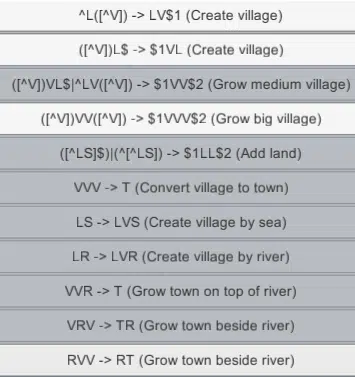 ^L([^V]) -> LV$1 (Create village)
([^V])L$ -> $1VL (Create village)
([^V])VL$|^LV([^V]) -> $1VV$2 (Grow medium village)
([^V])VV([^V]) -> $1VVV$2 (Grow big village)
([^LS]$)|(^[^LS]) -> $1LL$2 (Add land)
VVV -> T (Convert village to town)
LS -> LVS (Create village by sea)
LR -> LVR (Create village by river)
VVR -> T (Grow town on top of river)
VRV -> TR (Grow town beside river)
RVV -> RT (Grow town beside river)